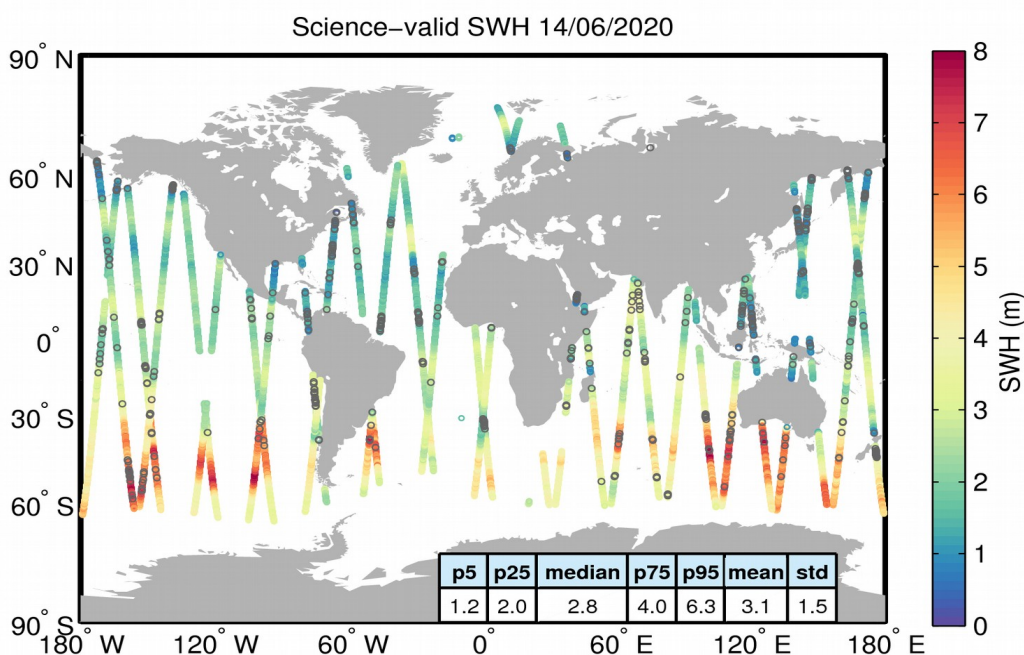 Science−valid SWH 14/06/2020
90° N
60° N
30° N
0°
30° S
60° S
90° S
180° W
120° W
60° W
0°
60° E
120° E
180° E
p5 p25 median p75 p95 mean std
1.2 2.0 2.8 4.0 6.3 3.1 1.5
8
7
6
5
4
3
2
1
0
SWH (m)